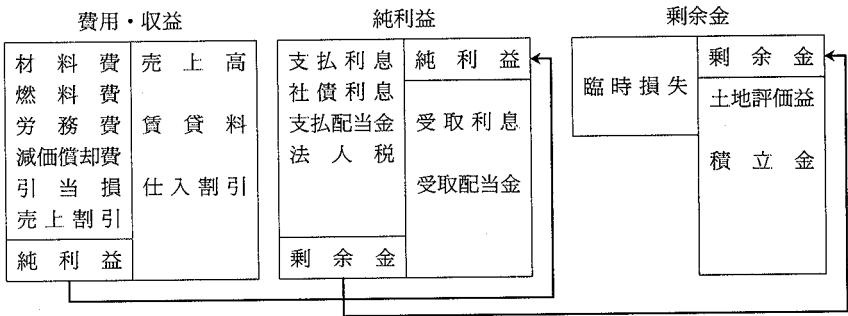 費用・収益
材料費
燃料費
労務費
減価償却費
引当損
売上割引
純利益
売上高
賃貸料
仕入割引
純利益
支払利息
社債利息
支払配当金
法人税
剰余金
純利益
受取利息
受取配当金
剰余金
臨時損失
剰余金
土地評価益
積立金